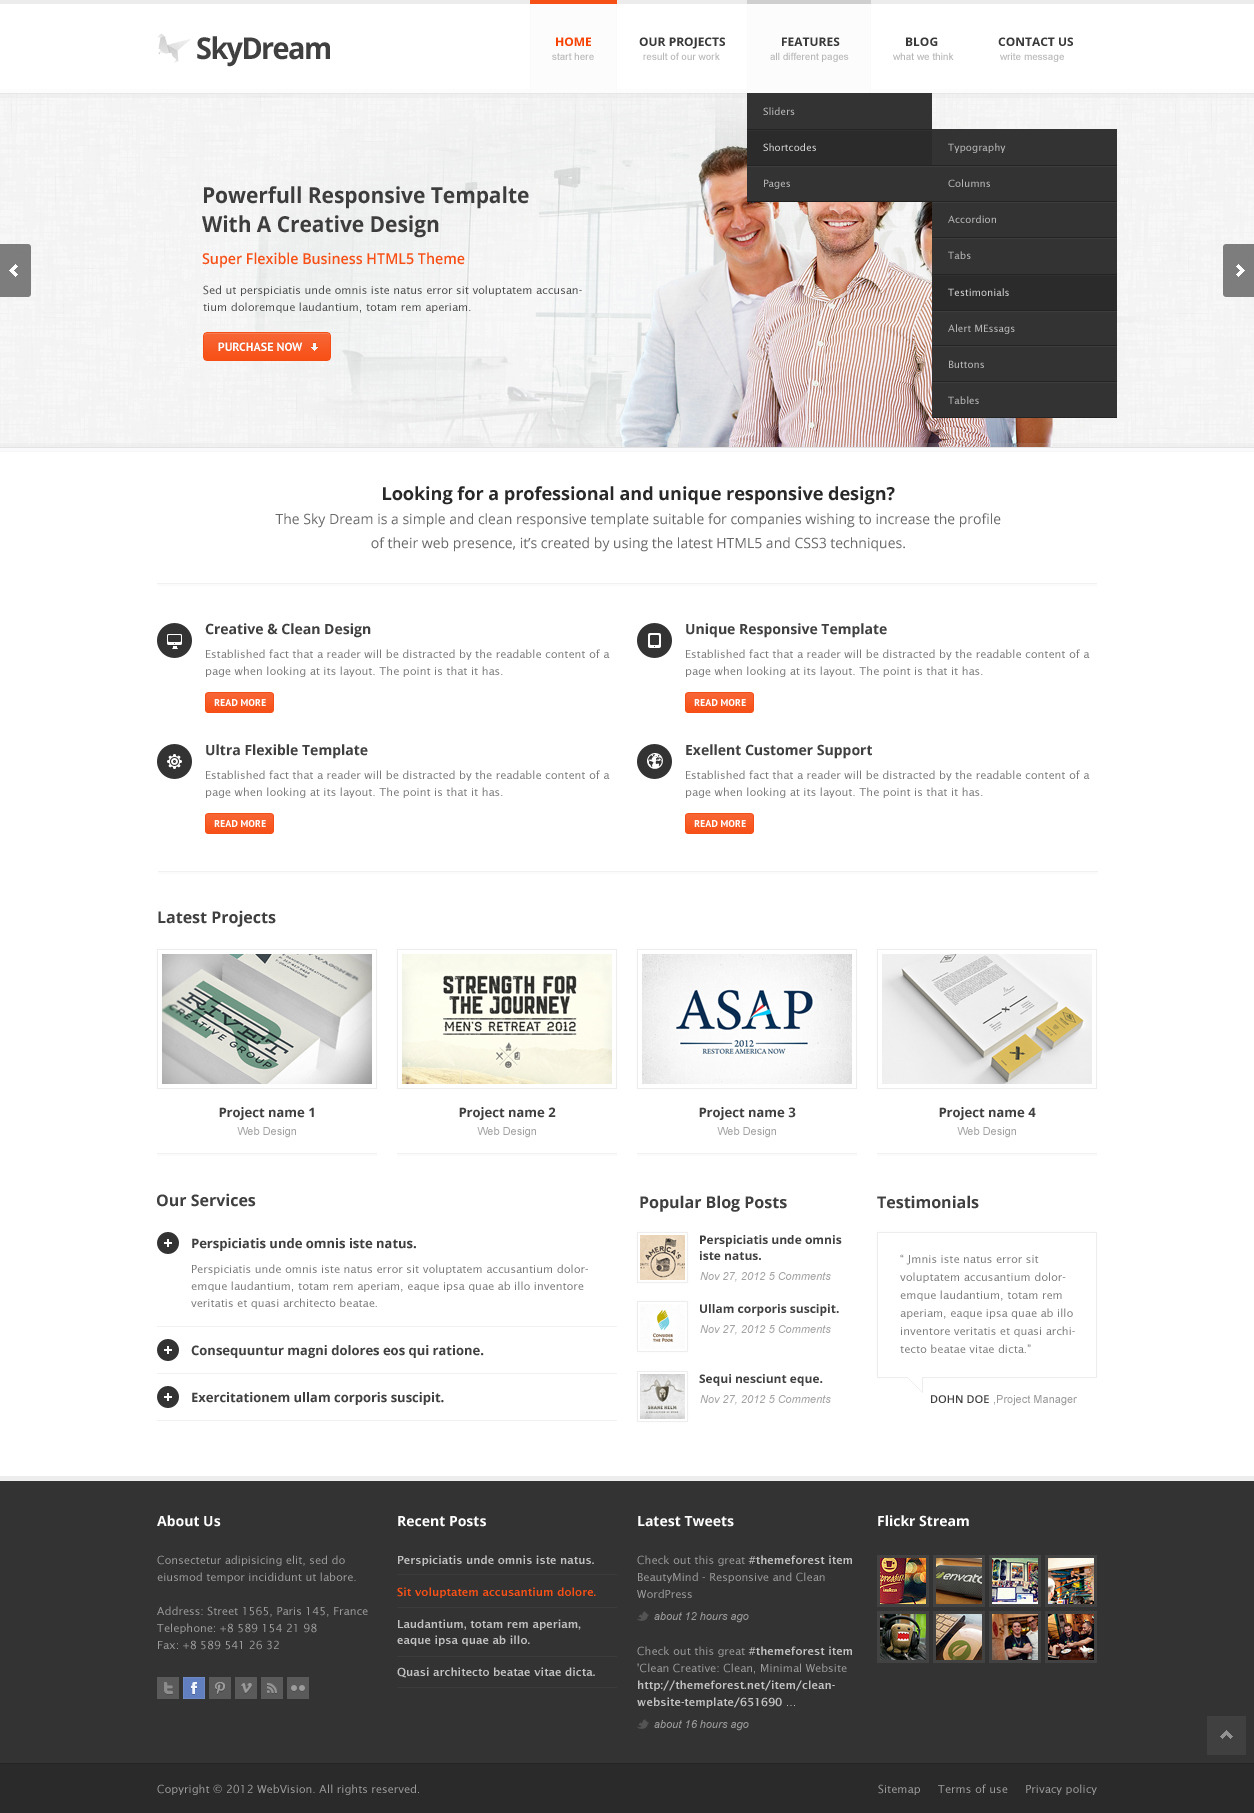 SkyDream
HOME
start here
OUR PROJECTS
result of our work
FEATURES
all different pages
BLOG
what we think
CONTACT US
write message
Sliders
Shortcodes
Pages
Typography
Columns
Accordion
Tabs
Testimonials
Alert MEssags
Buttons
Tables
Powerfull Responsive Tempalte
With A Creative Design
Super Flexible Business HTML5 Theme
Sed ut perspiciatis unde omnis iste natus error sit voluptatem accusan-
tium doloremque laudantium, totam rem aperiam.
PURCHASE NOW
Looking for a professional and unique responsive design?
The Sky Dream is a simple and clean responsive template suitable for companies wishing to increase the profile
of their web presence, it's created by using the latest HTML5 and CSS3 techniques.
Creative & Clean Design
Established fact that a reader will be distracted by the readable content of a
page when looking at its layout. The point is that it has.
READ MORE
Unique Responsive Template
Established fact that a reader will be distracted by the readable content of a
page when looking at its layout. The point is that it has.
READ MORE
Ultra Flexible Template
Established fact that a reader will be distracted by the readable content of a
page when looking at its layout. The point is that it has.
READ MORE
Exellent Customer Support
Established fact that a reader will be distracted by the readable content of a
page when looking at its layout. The point is that it has.
READ MORE
Latest Projects
RIVET
CREATIVE GROUP
STRENGTH FOR
THE JOURNEY
MEN'S RETREAT 2012
ASAP
2012
RESTORE AMERICA NOW
Project name 1
Web Design
Project name 2
Web Design
Project name 3
Web Design
Project name 4
Web Design
Our Services
Perspiciatis unde omnis iste natus.
Perspiciatis unde omnis iste natus error sit voluptatem accusantium dolor-
emque laudantium, totam rem aperiam, eaque ipsa quae ab illo inventore
veritatis et quasi architecto beatae.
Consequuntur magni dolores eos qui ratione.
Exercitationem ullam corporis suscipit.
Popular Blog Posts
AMERICA'S
Perspiciatis unde omnis
iste natus.
Nov 27, 2012 5 Comments
CONSIDER
THE POOR
Ullam corporis suscipit.
Nov 27, 2012 5 Comments
SHANE HELM
Sequi nesciunt eque.
Nov 27, 2012 5 Comments
Testimonials
" Jmnis iste natus error sit
voluptatem accusantium dolor-
emque laudantium, totam rem
aperiam, eaque ipsa quae ab illo
inventore veritatis et quasi archi-
tecto beatae vitae dicta."
DOHN DOE ,Project Manager
About Us
Consectetur adipisicing elit, sed do
eiusmod tempor incididunt ut labore.
Address: Street 1565, Paris 145, France
Telephone: +8 589 154 21 98
Fax: +8 589 541 26 32
Recent Posts
Perspiciatis unde omnis iste natus.
Sit voluptatem accusantium dolore.
Laudantium, totam rem aperiam,
eaque ipsa quae ab illo.
Quasi architecto beatae vitae dicta.
Latest Tweets
Check out this great #themeforest item
BeautyMind - Responsive and Clean
WordPress
about 12 hours ago
Check out this great #themeforest item
'Clean Creative: Clean, Minimal Website
http://themeforest.net/item/clean-
website-template/651690 ...
about 16 hours ago
Flickr Stream
envato
Copyright © 2012 WebVision. All rights reserved.
Sitemap
Terms of use
Privacy policy